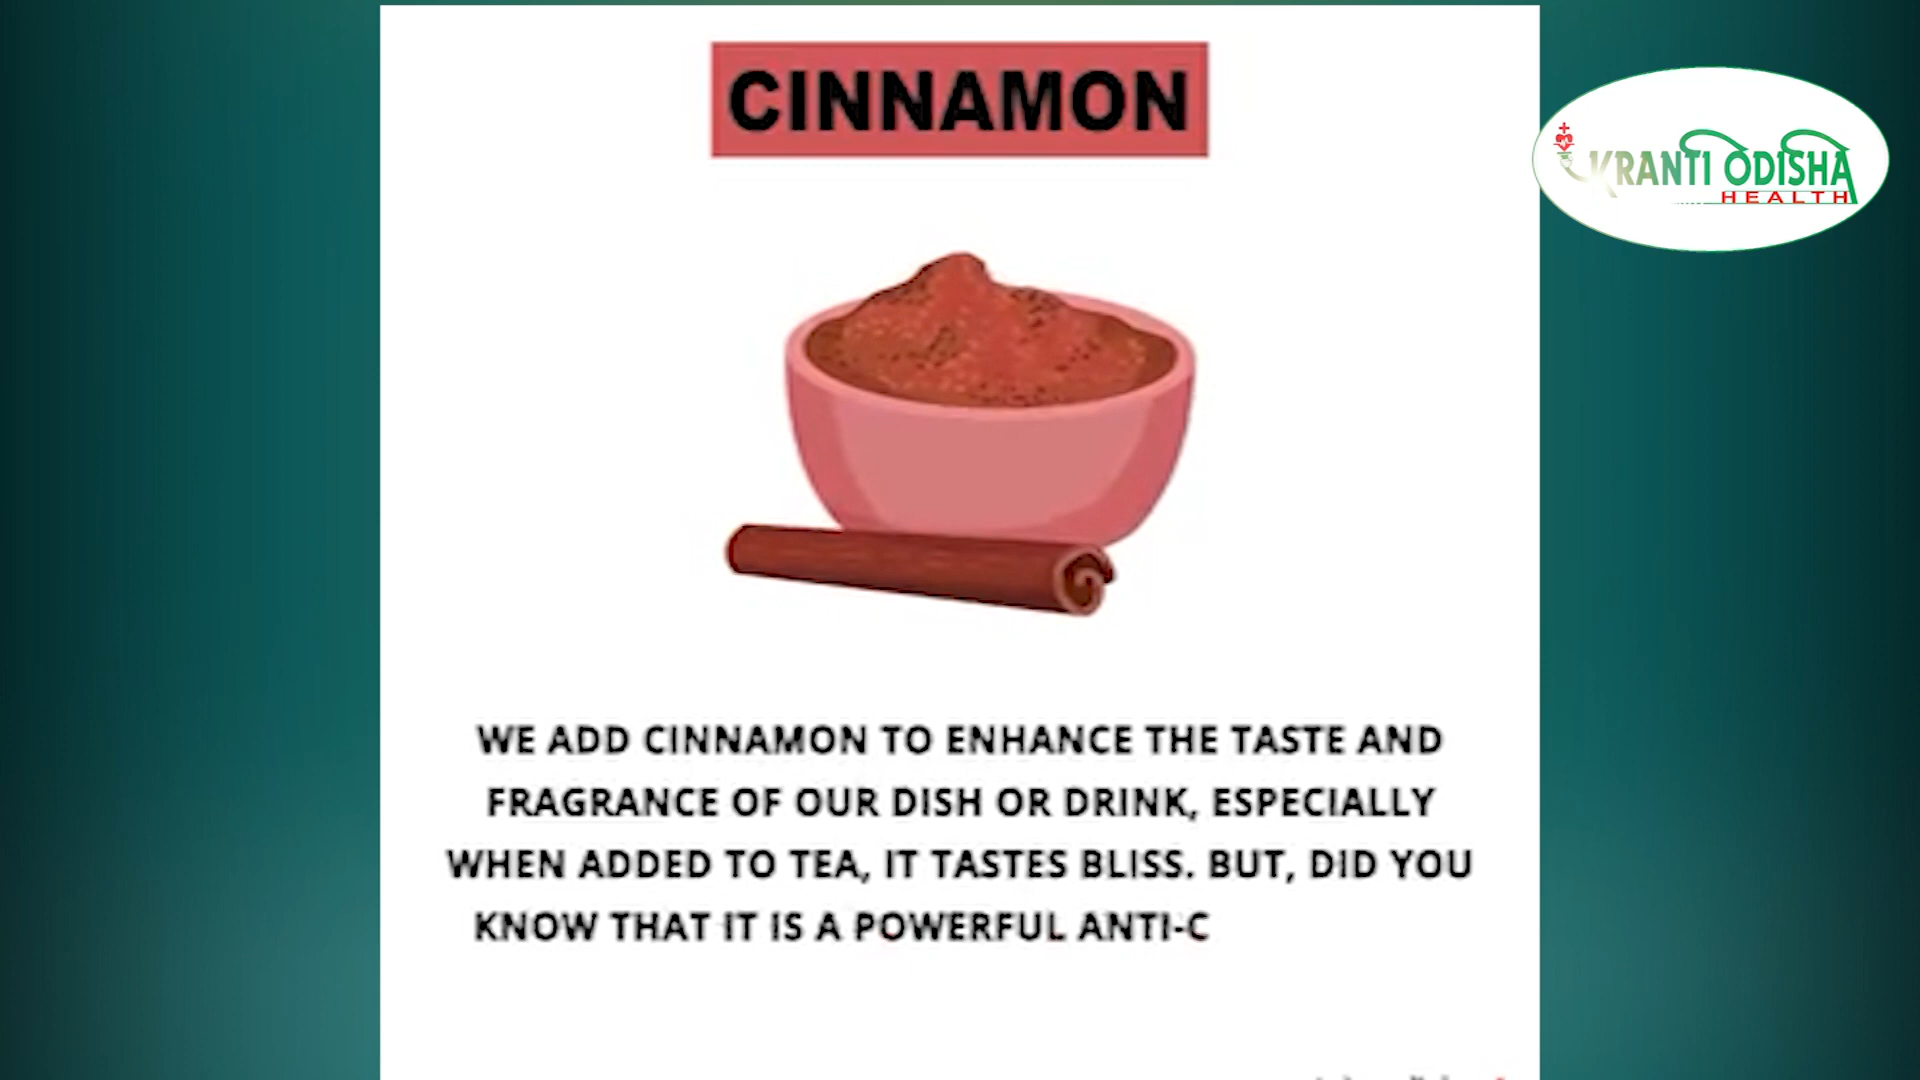 CINNAMON
KRANTI ODISHA
HEALTH
WE ADD CINNAMON TO ENHANCE THE TASTE AND
FRAGRANCE OF OUR DISH OR DRINK, ESPECIALLY
WHEN ADDED TO TEA, IT TASTES BLISS. BUT, DID YOU
KNOW THAT IT IS A POWERFUL ANTI-C